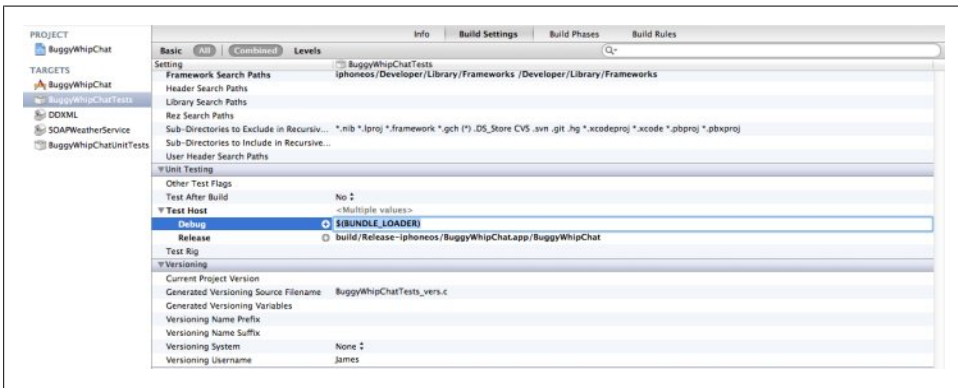 PROJECT
BuggyWhipChat
TARGETS
BuggyWhipChat
BuggyWhipChatTests
DDXML
SOAPWeatherService
BuggyWhipChatUnitTests
Info Build Settings Build Phases Build Rules
Basic All Combined Levels
Setting BuggyWhipChatTests
Framework Search Paths iphoneos/Developer/Library/Frameworks /Developer/Library/Frameworks
Header Search Paths
Library Search Paths
Rez Search Paths
Sub-Directories to Exclude in Recursiv... *.nib *.lproj *.framework *.gch (*) .DS_Store CVS .svn .git .hg *.xcodeproj *.xcode *.pbproj *.pbxproj
Sub-Directories to Include in Recursive...
User Header Search Paths
Unit Testing
Other Test Flags
Test After Build No
Test Host <Multiple values>
Debug $(BUNDLE_LOADER)
Release build/Release-iphoneos/BuggyWhipChat.app/BuggyWhipChat
Test Rig
Versioning
Current Project Version
Generated Versioning Source Filename BuggyWhipChatTests_vers.c
Generated Versioning Variables
Versioning Name Prefix
Versioning Name Suffix
Versioning System None
Versioning Username James